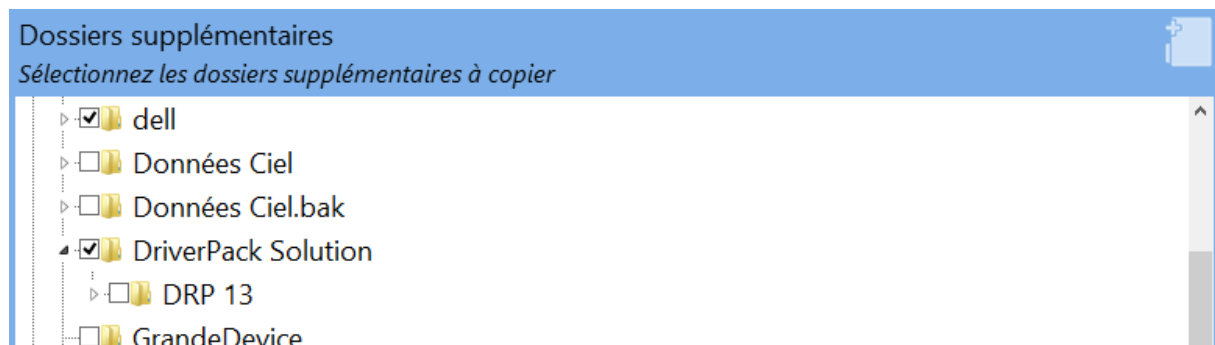 Dossiers supplémentaires
Sélectionnez les dossiers supplémentaires à copier
dell
Données Ciel
Données Ciel.bak
DriverPack Solution
DRP 13
GrandeDevice